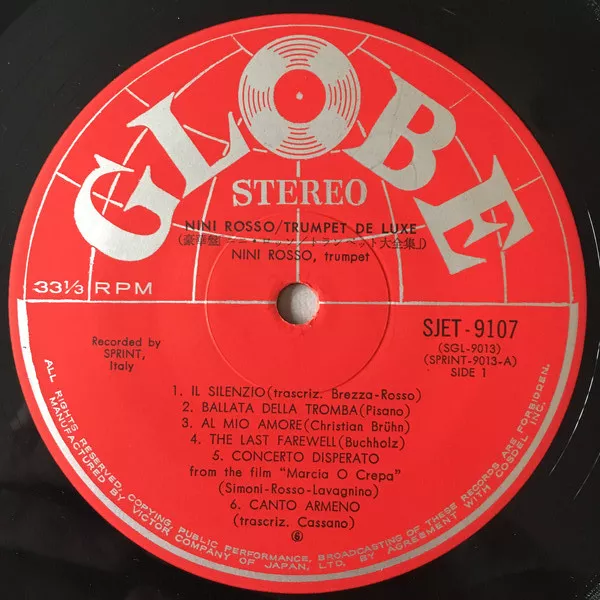 GLOBE
STEREO
NINI ROSSO/TRUMPET DE LUXE
(豪華盤 ニニ・ロッソ/トランペット大全集」
NINI ROSSO, trumpet
33 1/3 RPM
SJET-9107
(SGL-9013)
(SPRINT-9013-A)
SIDE 1
Recorded by
SPRINT,
Italy
1. IL SILENZIO(trascriz. Brezza-Rosso)
2. BALLATA DELLA TROMBA(Pisano)
3. AL MIO AMORE(Christian Brühn)
4. THE LAST FAREWELL(Buchholz)
5. CONCERTO DISPERATO
from the film "Marcia O Crepa"
(Simoni-Rosso-Lavagnino)
6. CANTO ARMENO
(trascriz. Cassano)
6
ALL RIGHTS RESERVED, COPYING, PUBLIC PERFORMANCE, BROADCASTING OF THESE RECORDS ARE FORBIDDEN.
MANUFACTURED BY VICTOR COMPANY OF JAPAN, LTD. BY AGREEMENT WITH COSDEL INC.